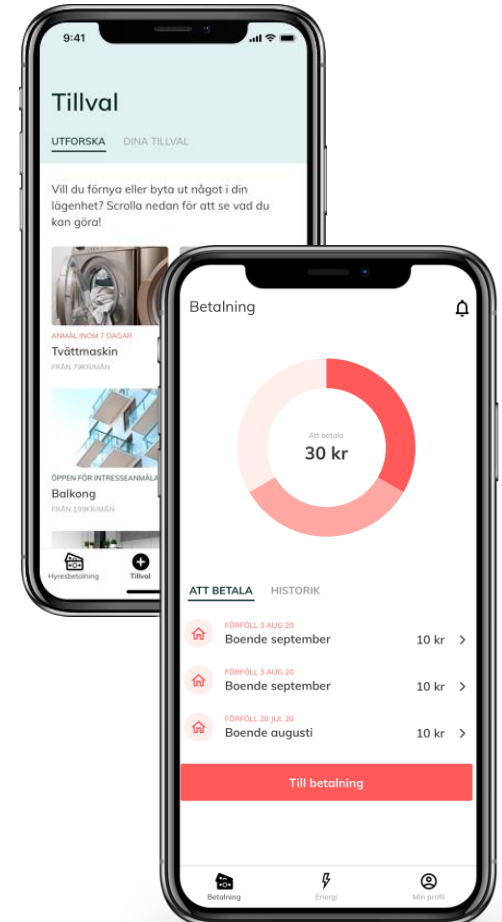 9:41
Tillval
UTFORSKA DINA TILLVAL
Vill du förnya eller byta ut något i din
lägenhet? Scrolla nedan för att se vad du
kan göra!
ANMÄL INOM 7 DAGAR
Tvättmaskin
FRÅN 79KR/MÅN
ÖPPEN FÖR INTRESSEANMÄLA
Balkong
FRÅN 199KR/MÅN
Hyresbetalning
Tillval
Betalning
Att betala
30 kr
ATT BETALA HISTORIK
FÖRFÖLL 3 AUG 20
Boende september 10 kr
FÖRFÖLL 3 AUG 20
Boende september 10 kr
FÖRFÖLL 20 JUL 20
Boende augusti 10 kr
Till betalning
Betalning Energi Min profil